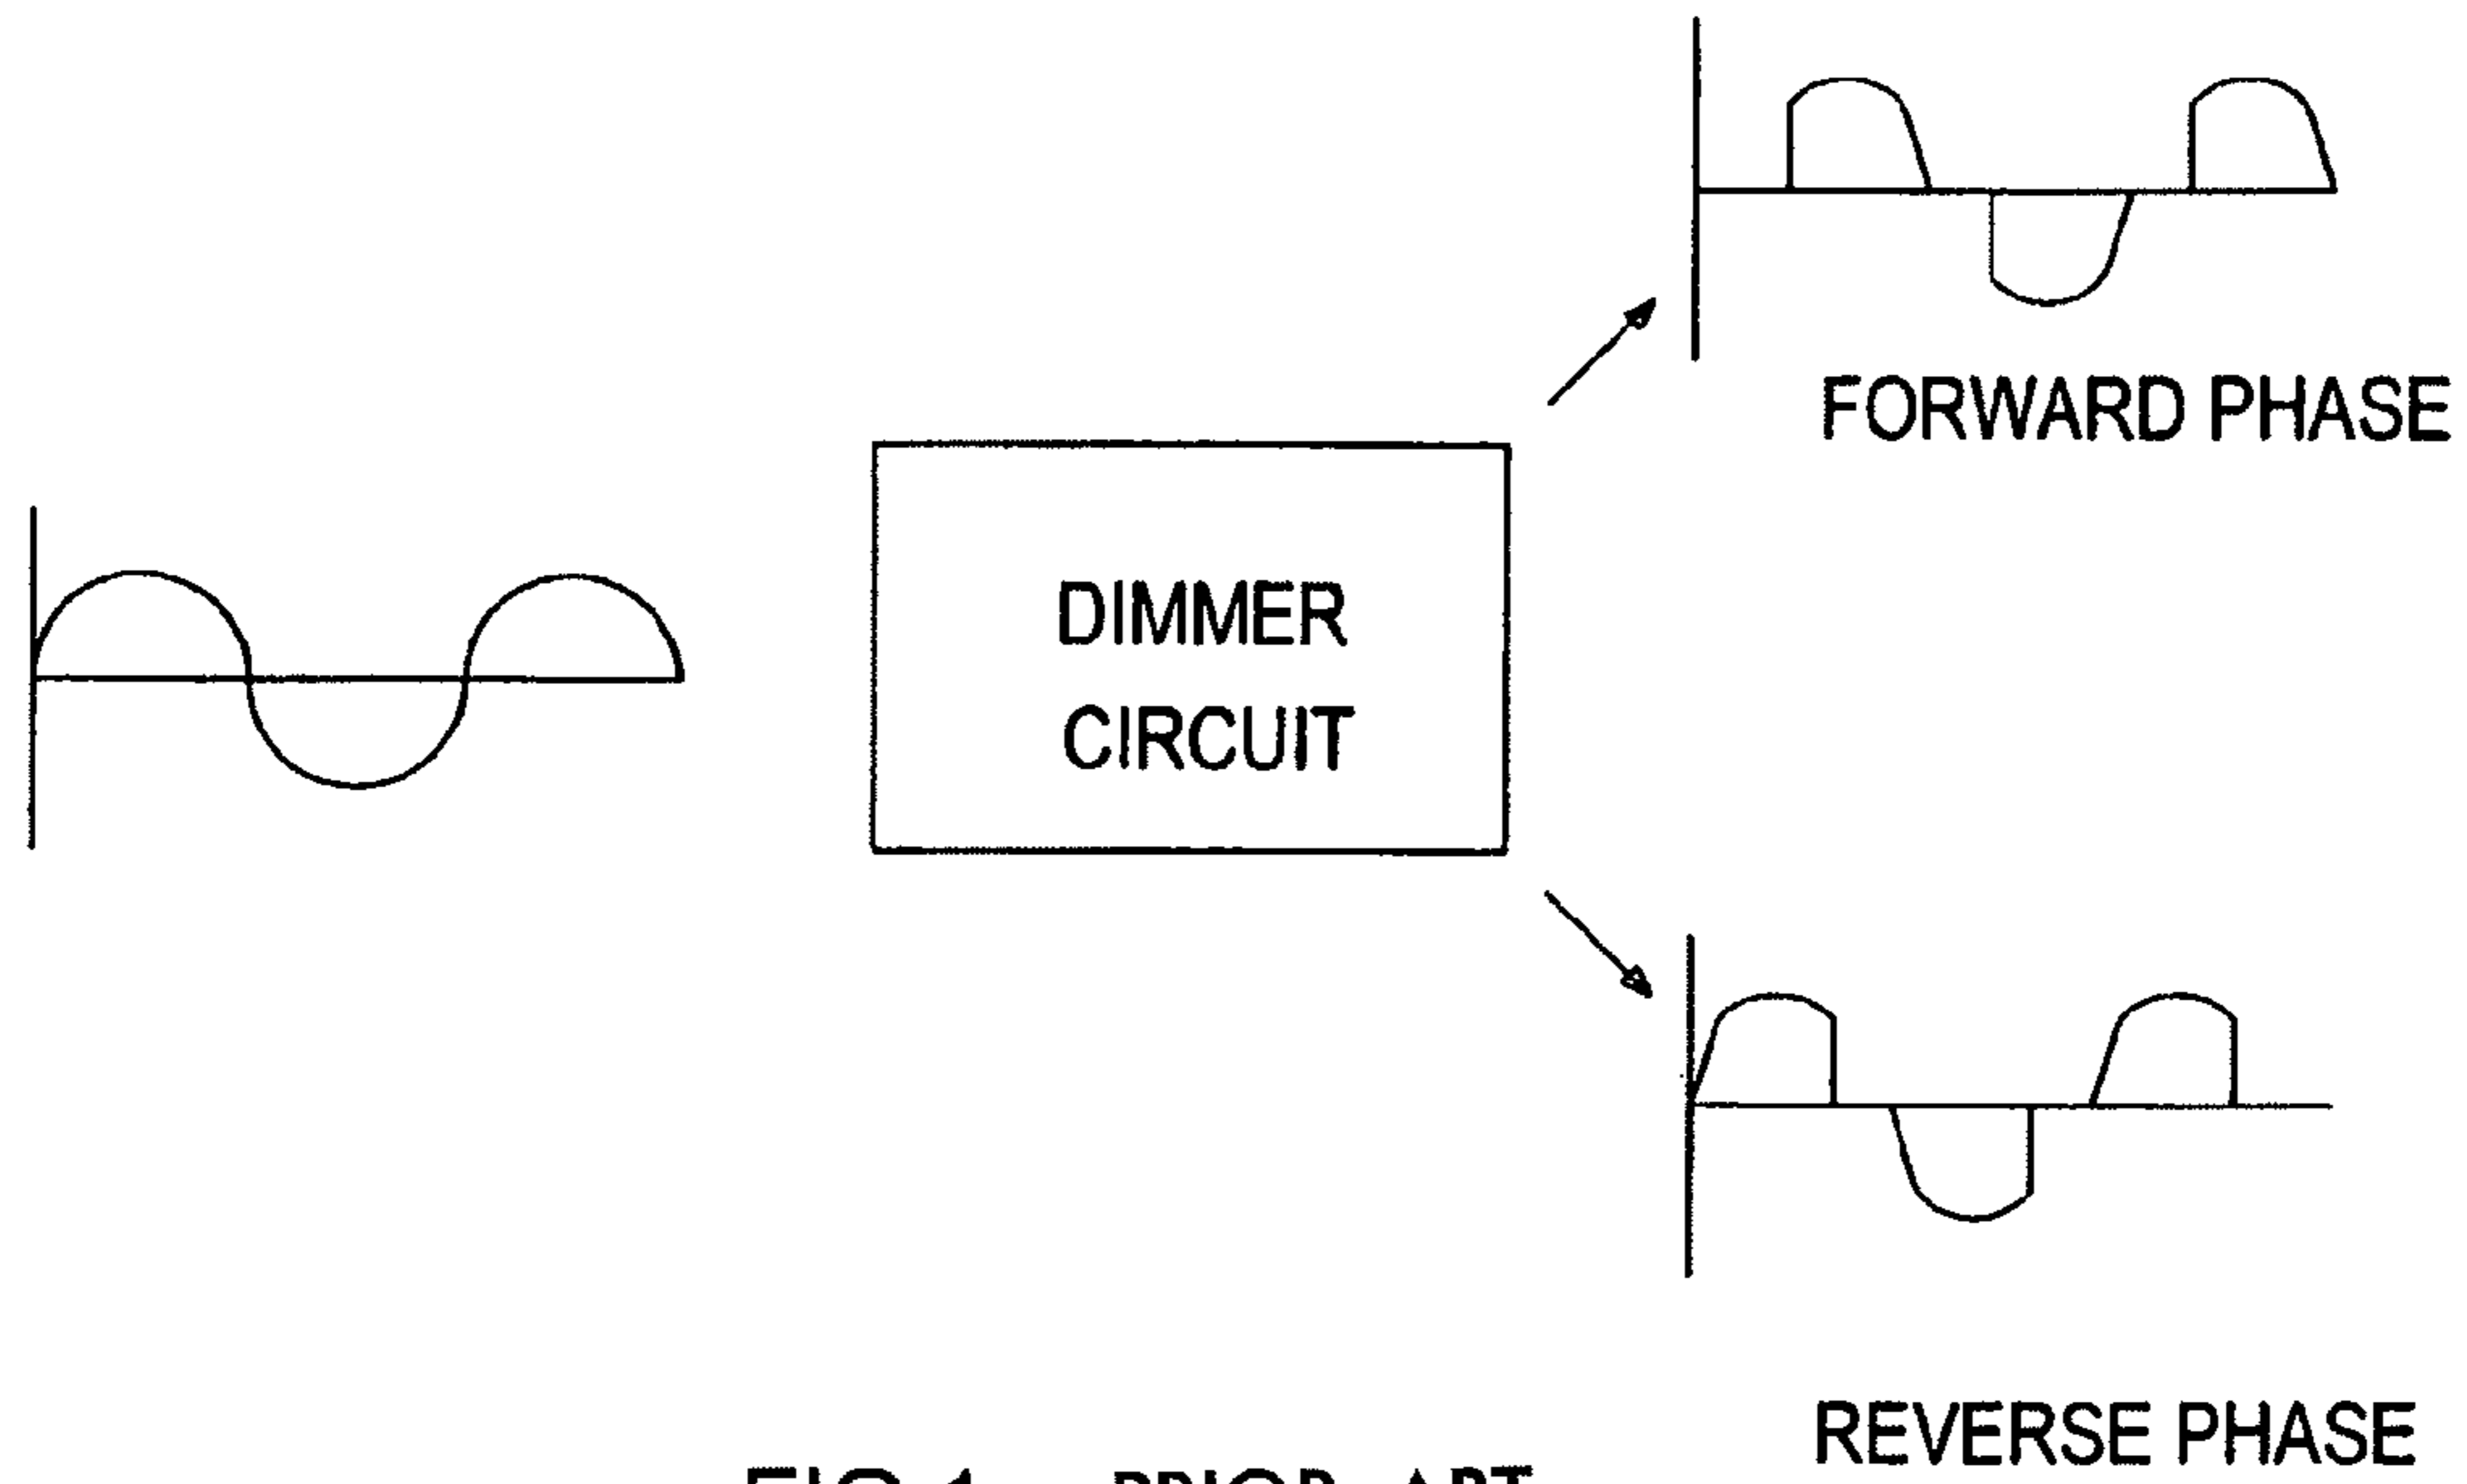 FORWARD PHASE
DIMMER
CIRCUIT
REVERSE PHASE
FIG. 1 PRIOR ART